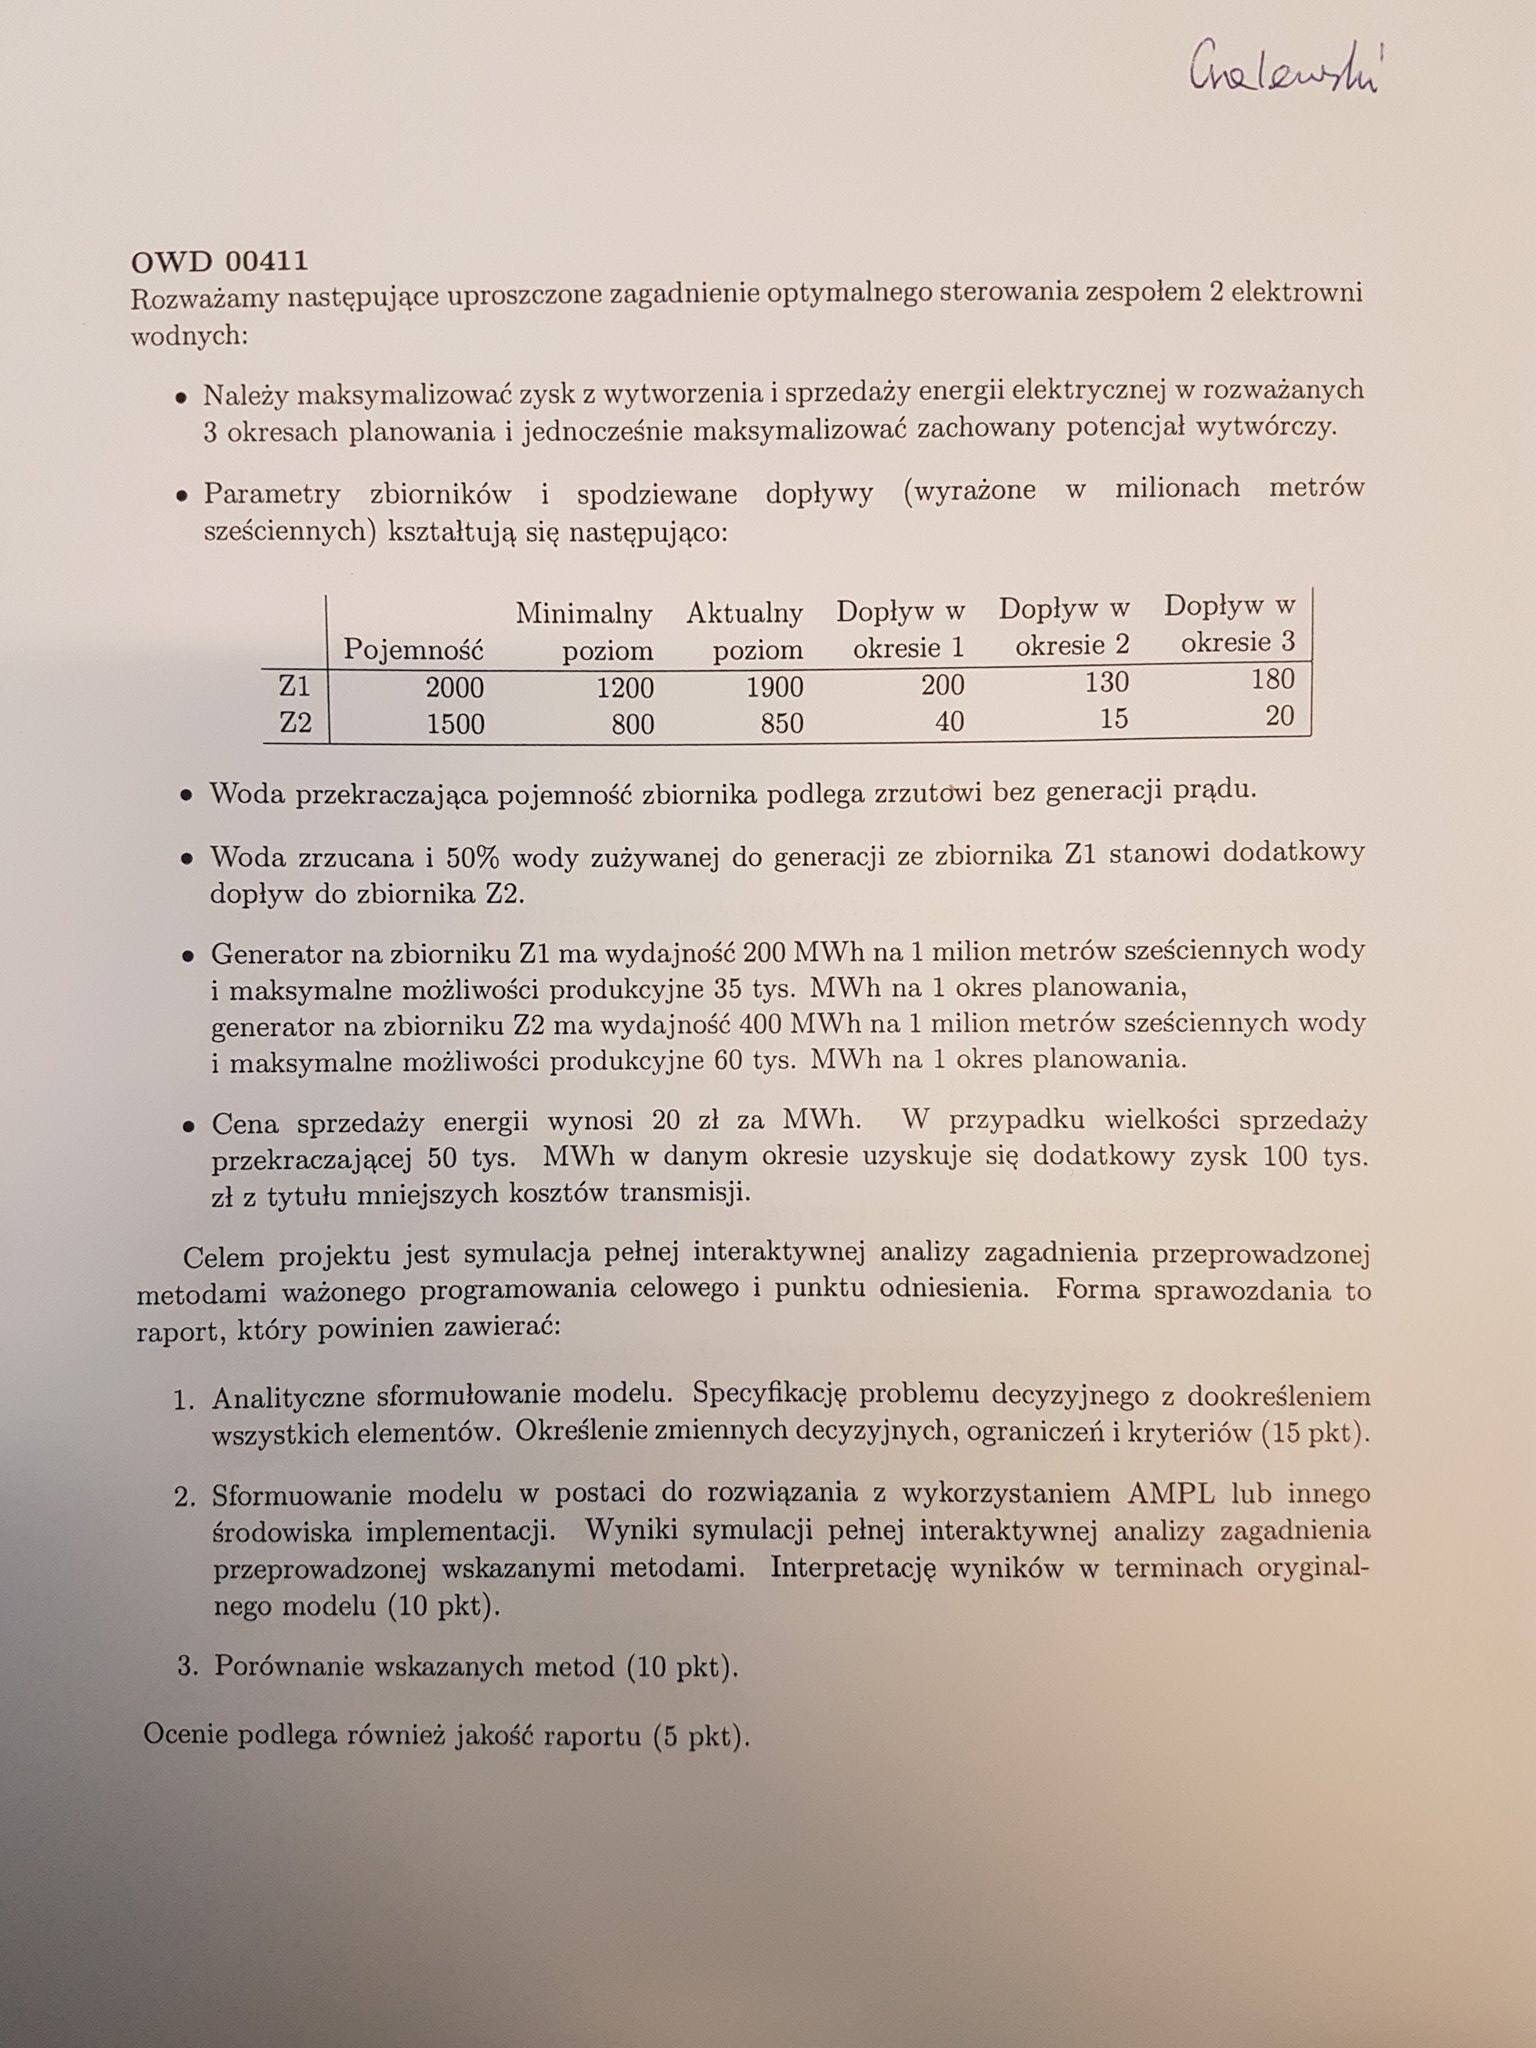 OWD 00411
Rozważamy następujące uproszczone zagadnienie optymalnego sterowania zespołem 2 elektrowni
wodnych:
• Należy maksymalizować zysk z wytworzenia i sprzedaży energii elektrycznej w rozważanych
3 okresach planowania i jednocześnie maksymalizować zachowany potencjał wytwórczy.
• Parametry zbiorników i spodziewane dopływy (wyrażone w milionach metrów
sześciennych) kształtują się następująco:
Minimalny Aktualny Dopływ w Dopływ w Dopływ w
Pojemność poziom poziom okresie 1 okresie 2 okresie 3
Z1 2000 1200 1900 200 130 180
Z2 1500 800 850 40 15 20
• Woda przekraczająca pojemność zbiornika podlega zrzutowi bez generacji prądu.
• Woda zrzucana i 50% wody zużywanej do generacji ze zbiornika Z1 stanowi dodatkowy
dopływ do zbiornika Z2.
• Generator na zbiorniku Z1 ma wydajność 200 MWh na 1 milion metrów sześciennych wody
i maksymalne możliwości produkcyjne 35 tys. MWh na 1 okres planowania,
generator na zbiorniku Z2 ma wydajność 400 MWh na 1 milion metrów sześciennych wody
i maksymalne możliwości produkcyjne 60 tys. MWh na 1 okres planowania.
• Cena sprzedaży energii wynosi 20 zł za MWh. W przypadku wielkości sprzedaży
przekraczającej 50 tys. MWh w danym okresie uzyskuje się dodatkowy zysk 100 tys.
zł z tytułu mniejszych kosztów transmisji.
Celem projektu jest symulacja pełnej interaktywnej analizy zagadnienia przeprowadzonej
metodami ważonego programowania celowego i punktu odniesienia. Forma sprawozdania to
raport, który powinien zawierać:
1. Analityczne sformułowanie modelu. Specyfikację problemu decyzyjnego z dookreśleniem
wszystkich elementów. Określenie zmiennych decyzyjnych, ograniczeń i kryteriów (15 pkt).
2. Sformuowanie modelu w postaci do rozwiązania z wykorzystaniem AMPL lub innego
środowiska implementacji. Wyniki symulacji pełnej interaktywnej analizy zagadnienia
przeprowadzonej wskazanymi metodami. Interpretację wyników w terminach oryginal-
nego modelu (10 pkt).
3. Porównanie wskazanych metod (10 pkt).
Ocenie podlega również jakość raportu (5 pkt).